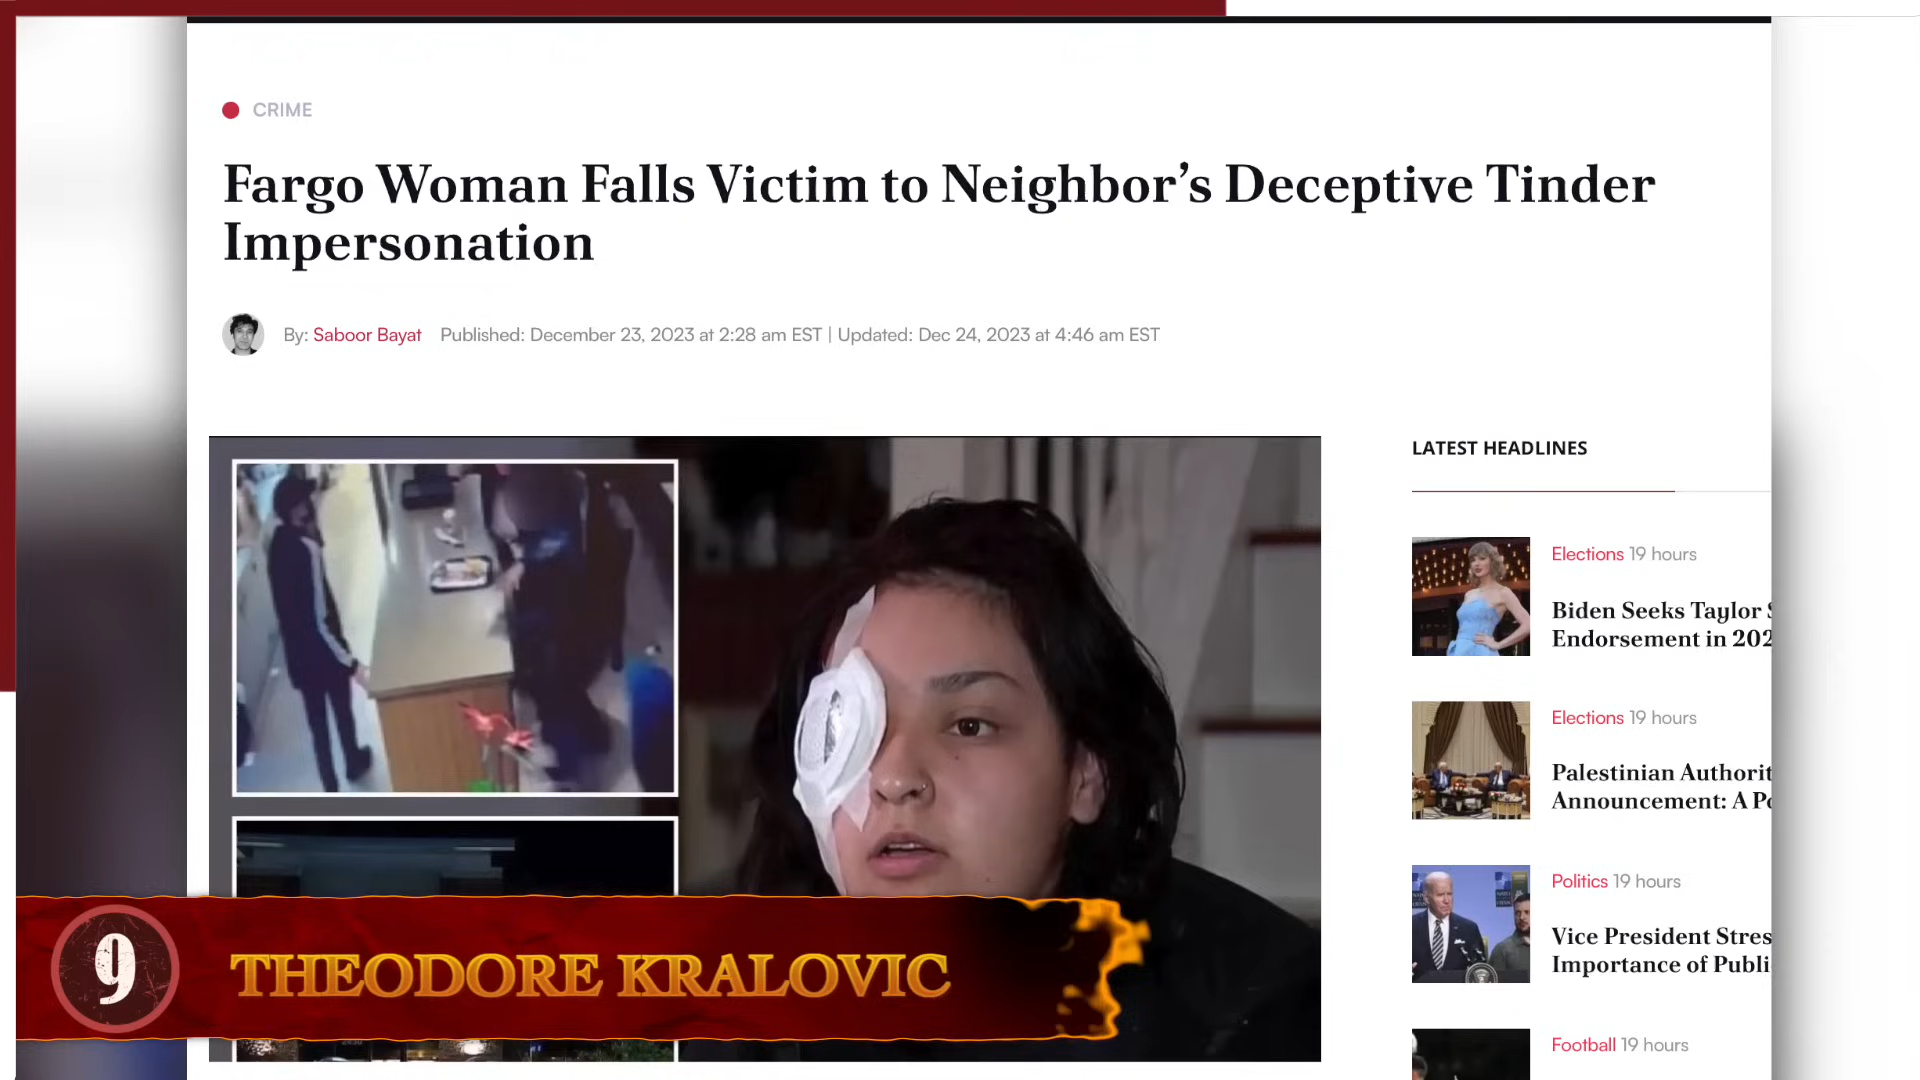 CRIME
Fargo Woman Falls Victim to Neighbor’s Deceptive Tinder
Impersonation
By: Saboor Bayat Published: December 23, 2023 at 2:28 am EST | Updated: Dec 24, 2023 at 4:46 am EST
LATEST HEADLINES
Elections 19 hours
Biden Seeks Taylor
Endorsement in 202
Elections 19 hours
Palestinian Authorit
Announcement: A Po
Politics 19 hours
Vice President Stres
Importance of Publi
Football 19 hours
9
THEODORE KRALOVIC